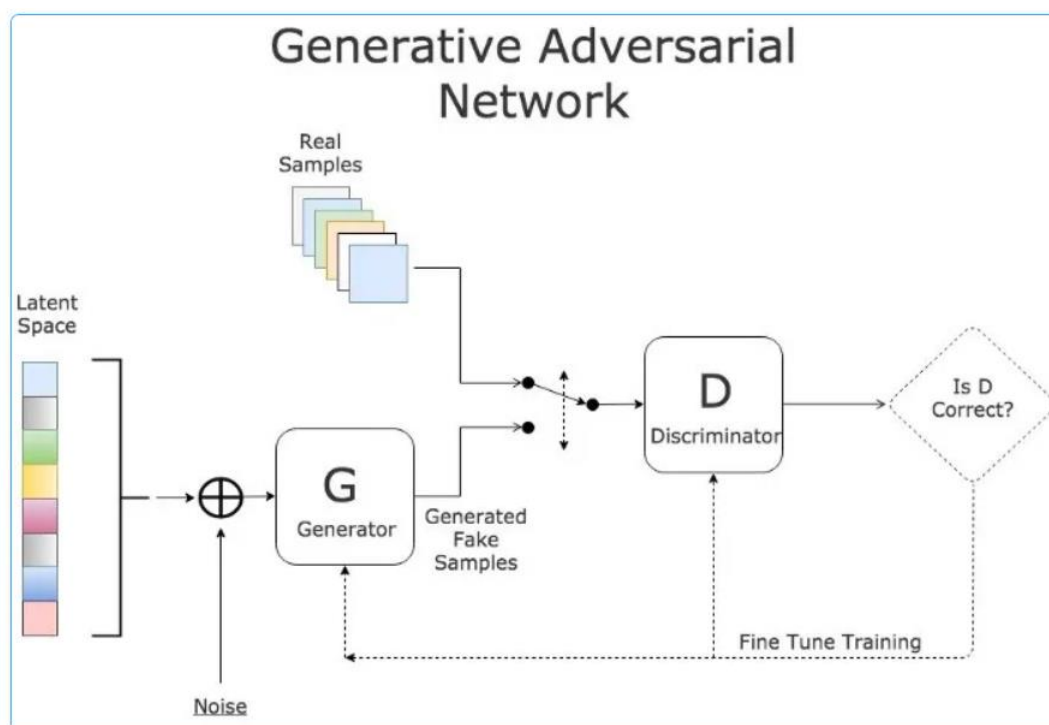 Generative Adversarial
Network
Real
Samples
Latent
Space
Is D
Correct?
D
Discriminator
G
Generator
Generated
Fake
Samples
Fine Tune Training
Noise